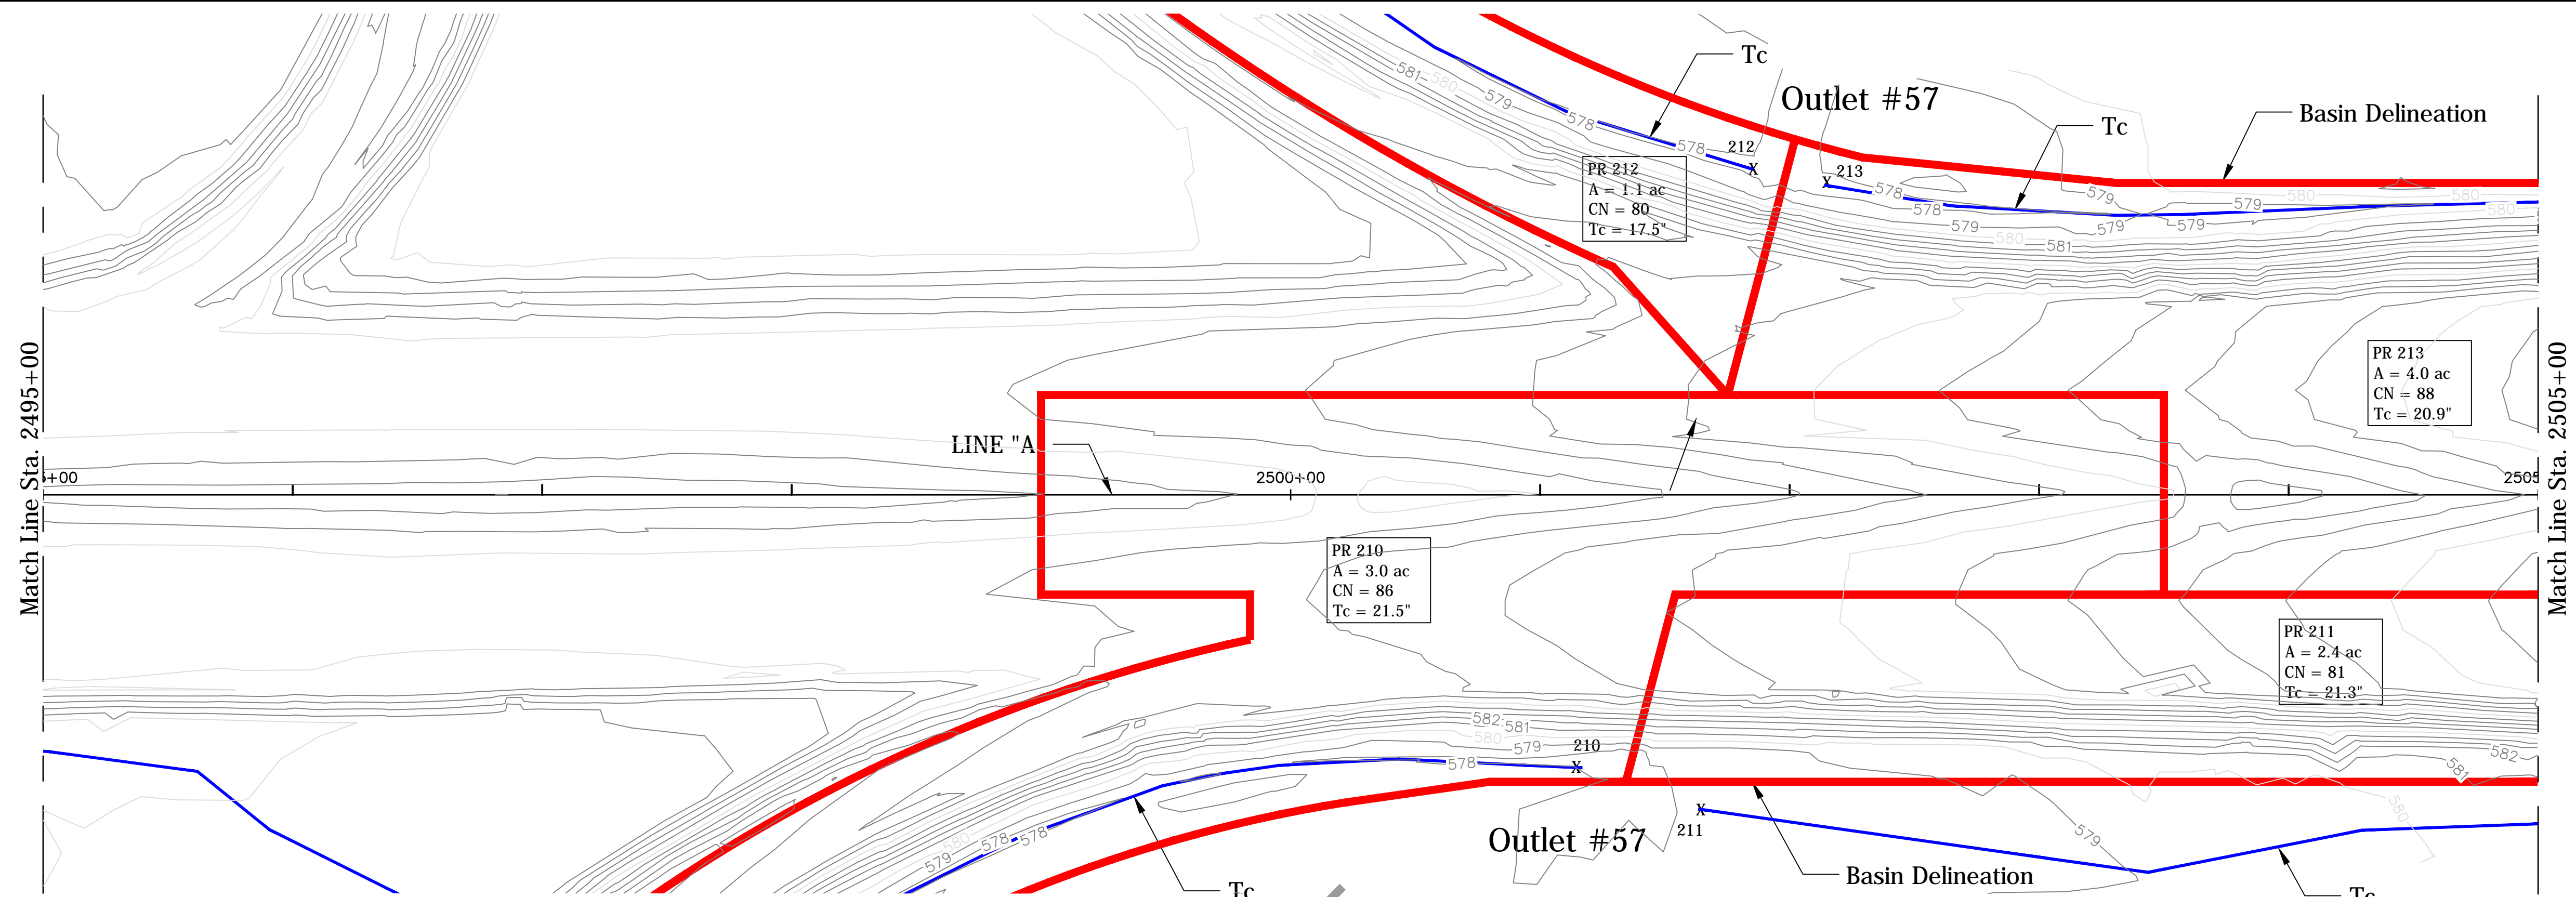 Tc
Outlet #57
Basin Delineation
Tc
581
580
579
578
578
212
213
578
578
579
580
580
580
579
579
579
579
580
581
PR 212
A = 1.1 ac
CN = 80
Tc = 17.5"
PR 213
A = 4.0 ac
CN = 88
Tc = 20.9"
Match Line Sta. 2495+00
Match Line Sta. 2505+00
LINE "A
5+00
2500+00
2505
PR 210
A = 3.0 ac
CN = 86
Tc = 21.5"
PR 211
A = 2.4 ac
CN = 81
Tc = 21.3"
582
581
580
579
578
210
582
581
580
579
211
Outlet #57
Basin Delineation
580
579
578
578
Tc
Tc